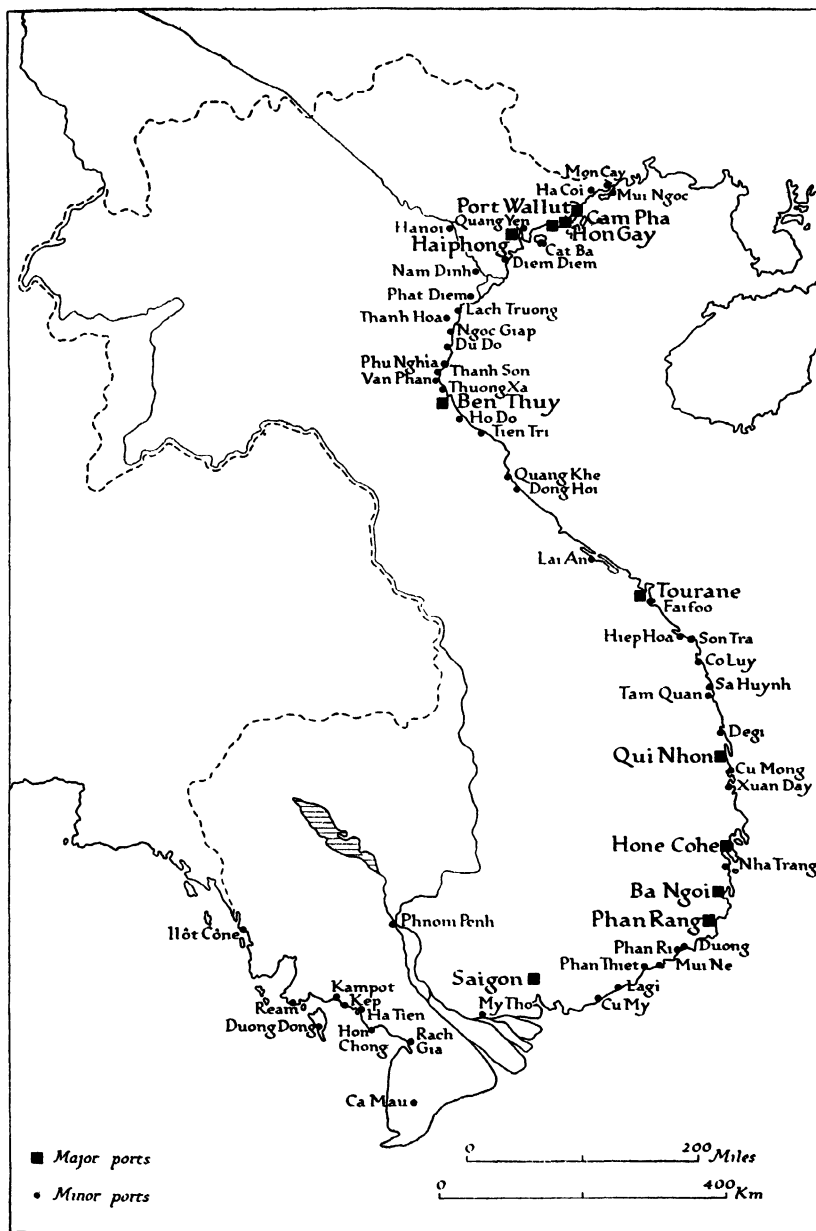 Mon Cay
Ha Coi
Mui Ngoc
Port Wallut
Quang Yen
Cam Pha
Hanoi
Hon Gay
Haiphong
Cat Ba
Diem Diem
Nam Dinh
Phat Diem
Lach Truong
Thanh Hoa
Ngoc Giap
Du Do
Phu Nghia
Thanh Son
Van Phan
Thuong Xa
Ben Thuy
Ho Do
Tien Tri
Quang Khe
Dong Hoi
Lai An
Tourane
Faifoo
Hiep Hoa
Son Tra
Co Luy
Sa Huynh
Tam Quan
Degi
Qui Nhon
Cu Mong
Xuan Day
Hone Cohe
Nha Trang
Ba Ngoi
Phan Rang
Phnom Penh
Ilôt Cône
Duong
Phan Ri
Phan Thiet
Mui Ne
Saigon
Lagi
Cu My
My Tho
Kampot
Kep
Ream
Ha Tien
Duong Dong
Hon
Chong
Rach
Gia
Ca Mau
Major ports
Minor ports
0 200
Miles
0 400
Km